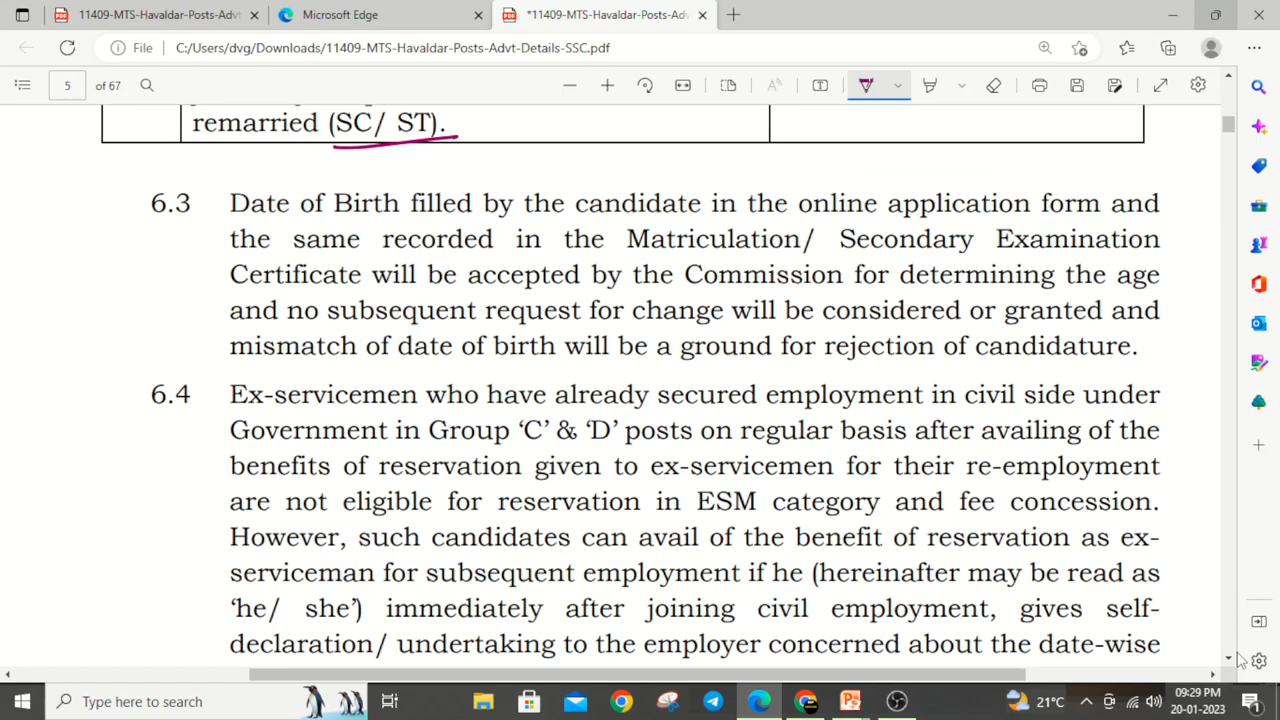 11409-MTS-Havaldar-Posts-Advt
Microsoft Edge
*11409-MTS-Havaldar-Posts-Adv
File
C:/Users/dvg/Downloads/11409-MTS-Havaldar-Posts-Advt-Details-SSC.pdf
5 of 67
remarried (SC/ ST).
6.3 Date of Birth filled by the candidate in the online application form and
the same recorded in the Matriculation/ Secondary Examination
Certificate will be accepted by the Commission for determining the age
and no subsequent request for change will be considered or granted and
mismatch of date of birth will be a ground for rejection of candidature.
6.4 Ex-servicemen who have already secured employment in civil side under
Government in Group ‘C’ & ‘D’ posts on regular basis after availing of the
benefits of reservation given to ex-servicemen for their re-employment
are not eligible for reservation in ESM category and fee concession.
However, such candidates can avail of the benefit of reservation as ex-
serviceman for subsequent employment if he (hereinafter may be read as
‘he/ she’) immediately after joining civil employment, gives self-
declaration/ undertaking to the employer concerned about the date-wise
Type here to search
21°C
09:29 PM
20-01-2023